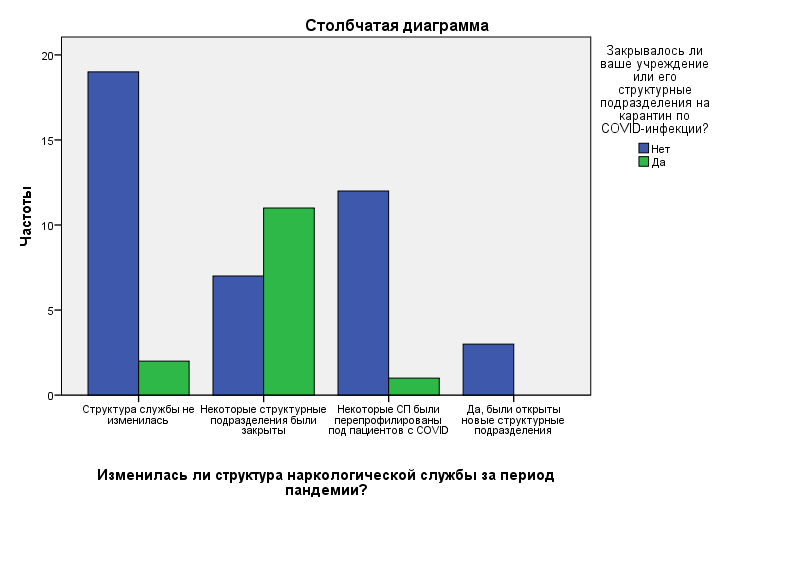 Столбчатая диаграмма
20
15
10
5
0
Частоты
Структура службы не
изменилась
Некоторые структурные
подразделения были
закрыты
Некоторые СП были
перепрофилированы
под пациентов с COVID
Да, были открыты
новые структурные
подразделения
Изменилась ли структура наркологической службы за период
пандемии?
Закрывалось ли
ваше учреждение
или его
структурные
подразделения на
карантин по
COVID-инфекции?
Нет
Да